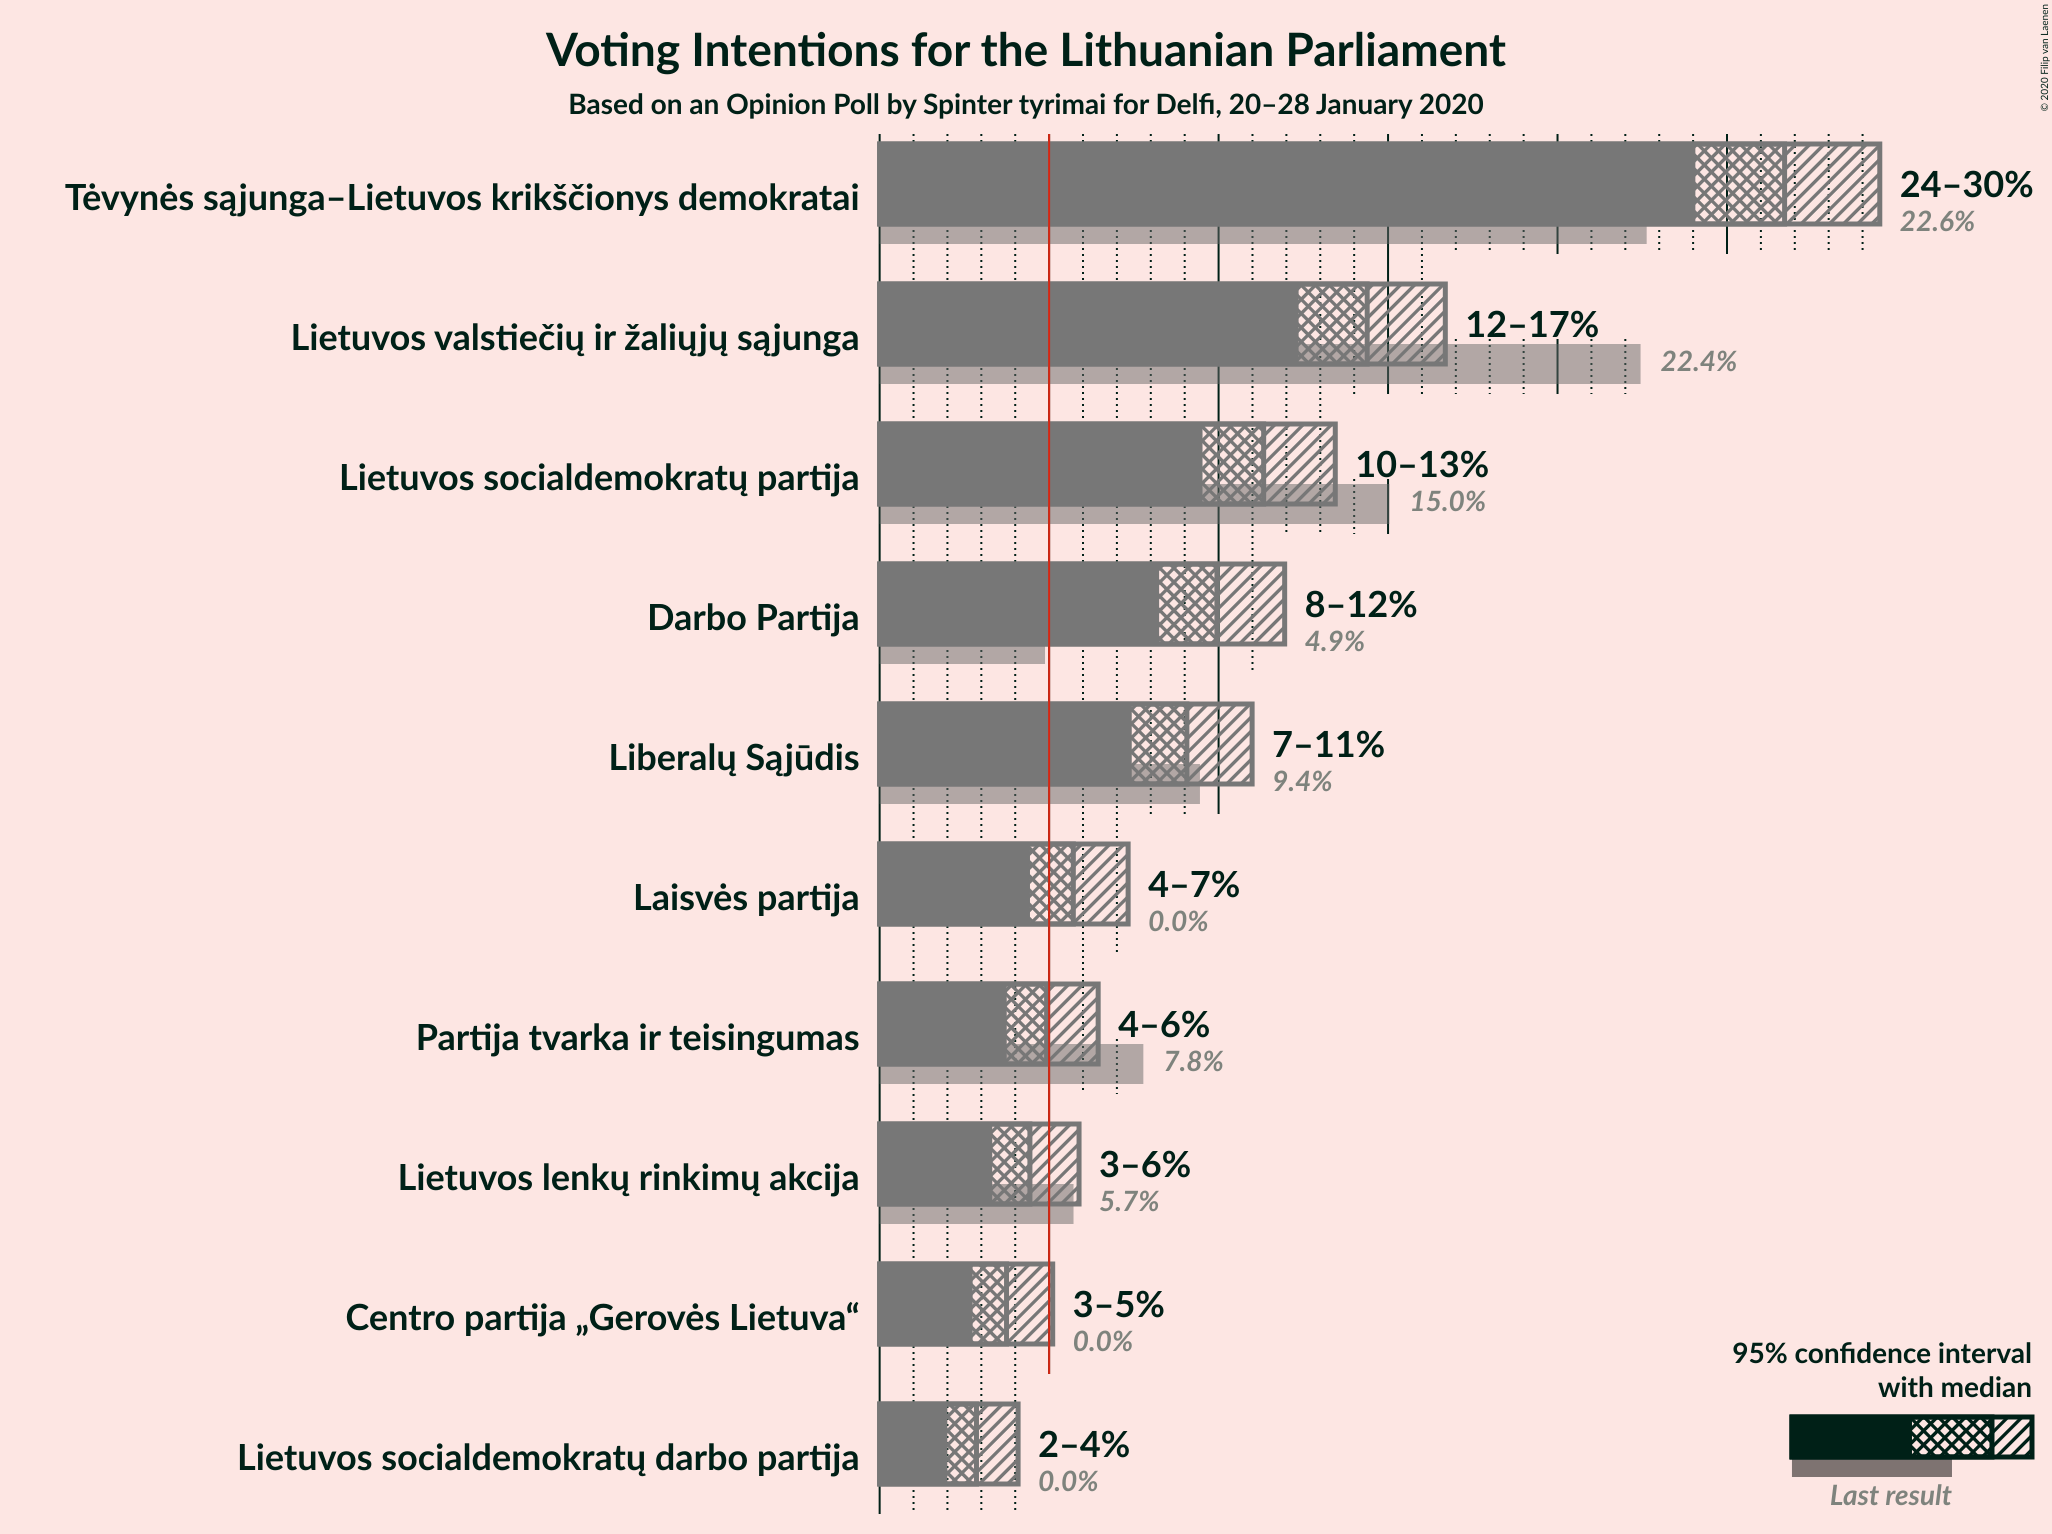 Voting Intentions for the Lithuanian Parliament
Based on an Opinion Poll by Spinter tyrimai for Delfi, 20–28 January 2020
© 2020 Filip van Laenen
Tėvynės sąjunga–Lietuvos krikščionys demokratai
24–30%
22.6%
Lietuvos valstiečių ir žaliųjų sąjunga
12–17%
22.4%
Lietuvos socialdemokratų partija
10–13%
15.0%
Darbo Partija
8–12%
4.9%
Liberalų Sąjūdis
7–11%
9.4%
Laisvės partija
4–7%
0.0%
Partija tvarka ir teisingumas
4–6%
7.8%
Lietuvos lenkų rinkimų akcija
3–6%
5.7%
Centro partija „Gerovės Lietuva“
3–5%
0.0%
Lietuvos socialdemokratų darbo partija
2–4%
0.0%
95% confidence interval
with median
Last result